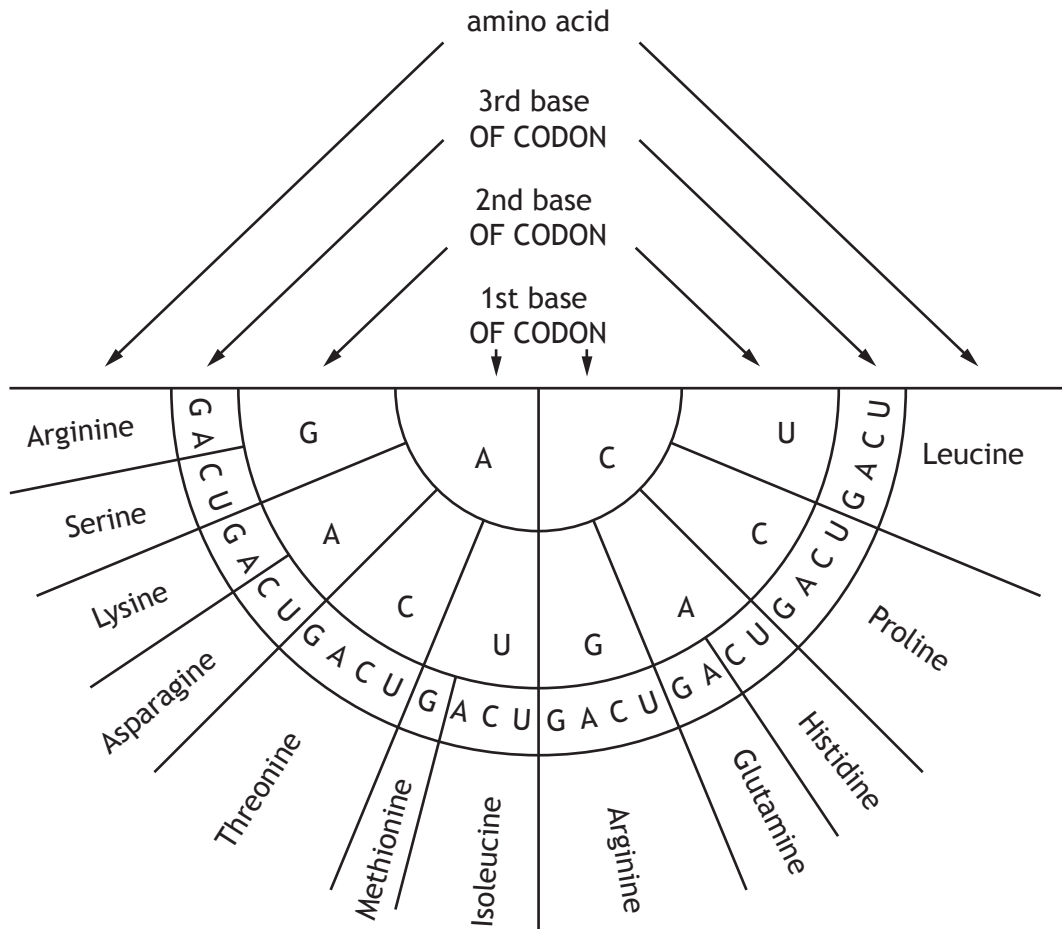 amino acid
3rd base
OF CODON
2nd base
OF CODON
1st base
OF CODON
A C
G A C U U
G A C U C A G
G A C U G A C U G A C U G A C U G A C U G A C U G A C U G A C U
Arginine
Serine
Lysine
Asparagine
Threonine
Methionine
Isoleucine
Arginine
Glutamine
Histidine
Proline
Leucine